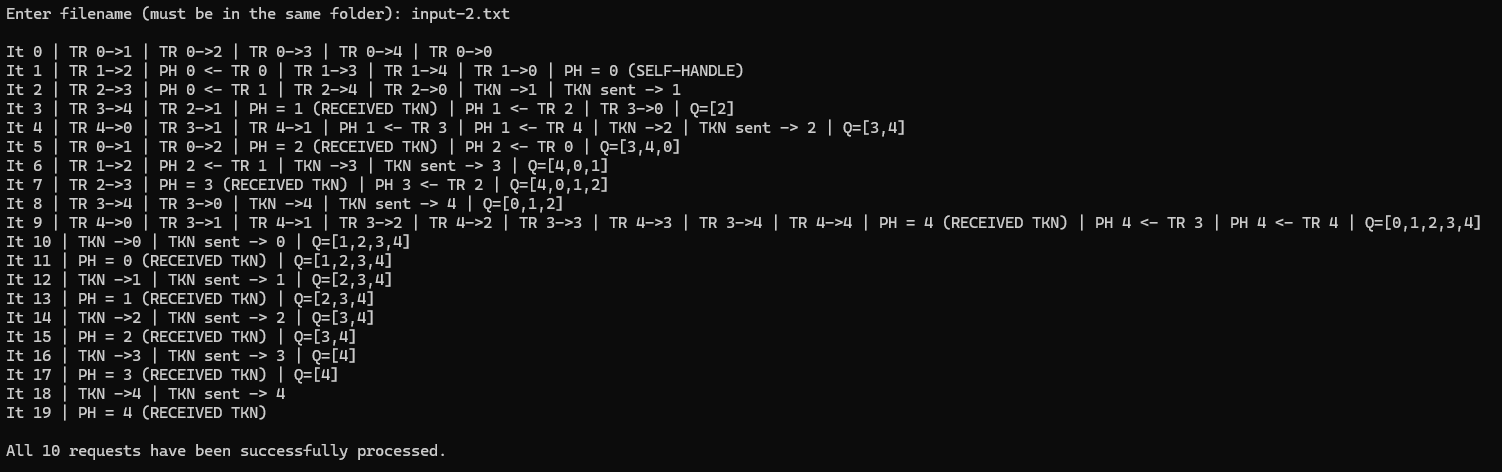 Enter filename (must be in the same folder): input-2.txt
It 0 | TR 0->1 | TR 0->2 | TR 0->3 | TR 0->4 | TR 0->0
It 1 | TR 1->2 | PH 0 <- TR 0 | TR 1->3 | TR 1->4 | TR 1->0 | PH = 0 (SELF-HANDLE)
It 2 | TR 2->3 | PH 0 <- TR 1 | TR 2->4 | TR 2->0 | TKN ->1 | TKN sent -> 1
It 3 | TR 3->4 | TR 2->1 | PH = 1 (RECEIVED TKN) | PH 1 <- TR 2 | TR 3->0 | Q=[2]
It 4 | TR 4->0 | TR 3->1 | TR 4->1 | PH 1 <- TR 3 | PH 1 <- TR 4 | TKN ->2 | TKN sent -> 2 | Q=[3,4]
It 5 | TR 0->1 | TR 0->2 | PH = 2 (RECEIVED TKN) | PH 2 <- TR 0 | Q=[3,4,0]
It 6 | TR 1->2 | PH 2 <- TR 1 | TKN ->3 | TKN sent -> 3 | Q=[4,0,1]
It 7 | TR 2->3 | PH = 3 (RECEIVED TKN) | PH 3 <- TR 2 | Q=[4,0,1,2]
It 8 | TR 3->4 | TR 3->0 | TKN ->4 | TKN sent -> 4 | Q=[0,1,2]
It 9 | TR 4->0 | TR 3->1 | TR 4->1 | TR 3->2 | TR 4->2 | TR 3->3 | TR 4->3 | TR 3->4 | TR 4->4 | PH = 4 (RECEIVED TKN) | PH 4 <- TR 3 | PH 4 <- TR 4 | Q=[0,1,2,3,4]
It 10 | TKN ->0 | TKN sent -> 0 | Q=[1,2,3,4]
It 11 | PH = 0 (RECEIVED TKN) | Q=[1,2,3,4]
It 12 | TKN ->1 | TKN sent -> 1 | Q=[2,3,4]
It 13 | PH = 1 (RECEIVED TKN) | Q=[2,3,4]
It 14 | TKN ->2 | TKN sent -> 2 | Q=[3,4]
It 15 | PH = 2 (RECEIVED TKN) | Q=[3,4]
It 16 | TKN ->3 | TKN sent -> 3 | Q=[4]
It 17 | PH = 3 (RECEIVED TKN) | Q=[4]
It 18 | TKN ->4 | TKN sent -> 4
It 19 | PH = 4 (RECEIVED TKN)
All 10 requests have been successfully processed.